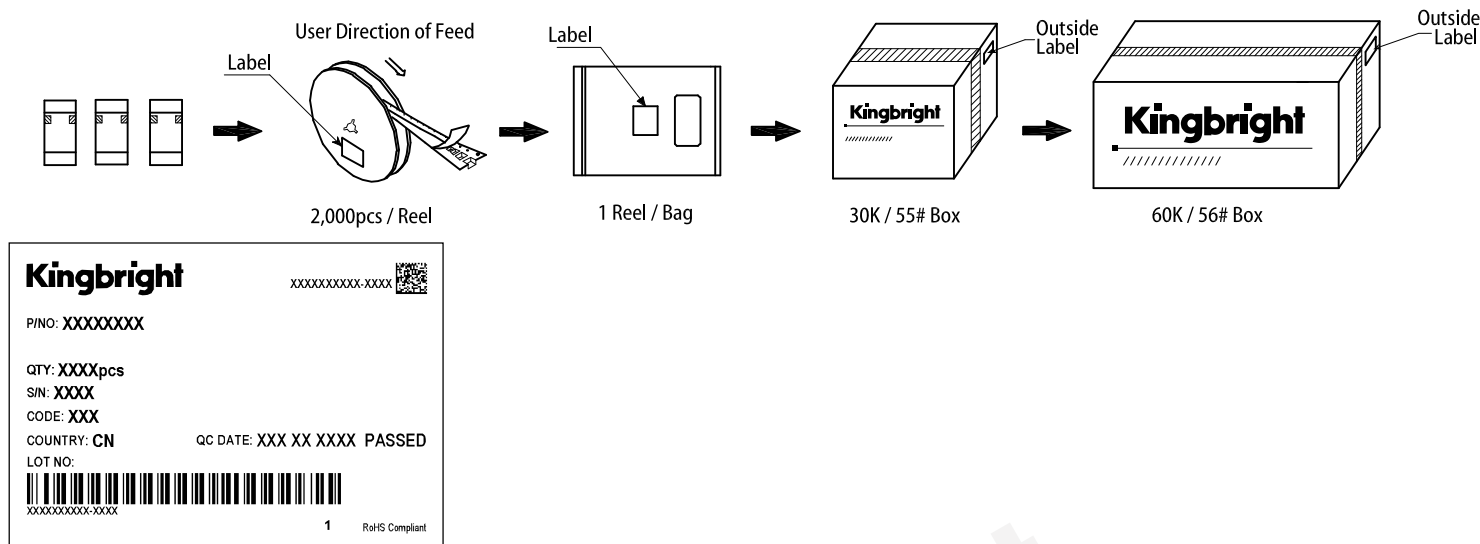 User Direction of Feed
Label
Label
Outside
Label
Outside
Label
Kingbright
Kingbright
2,000pcs / Reel
1 Reel / Bag
30K / 55# Box
60K / 56# Box
Kingbright
XXXXXXXXXX-XXXX
P/NO: XXXXXXXX
QTY: XXXXpcs
S/N: XXXX
CODE: XXX
COUNTRY: CN QC DATE: XXX XX XXXX PASSED
LOT NO:
XXXXXXXXXX-XXXX
1 RoHS Compliant